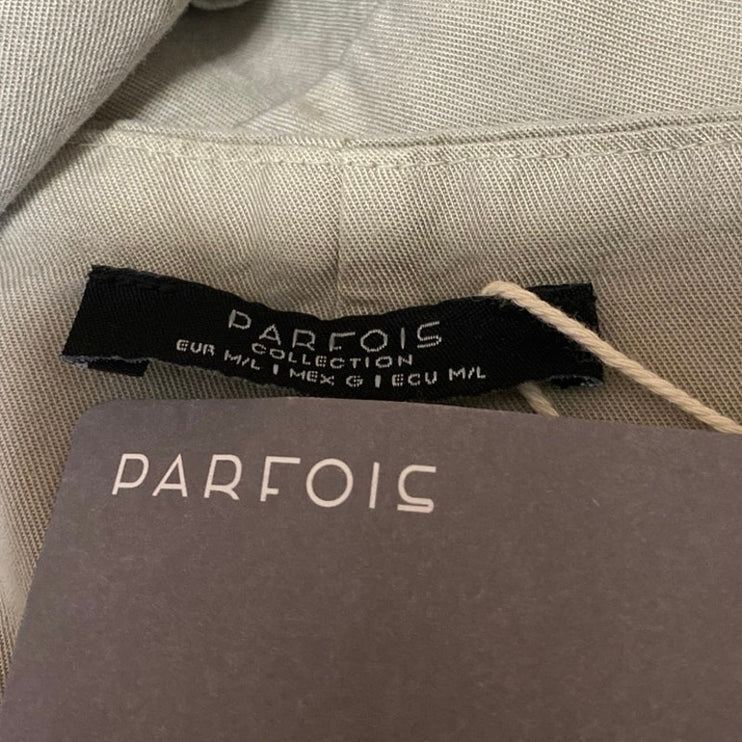 PARFOIS
COLLECTION
EUR M/L | MEX G | ECU M/L
PARFOIS